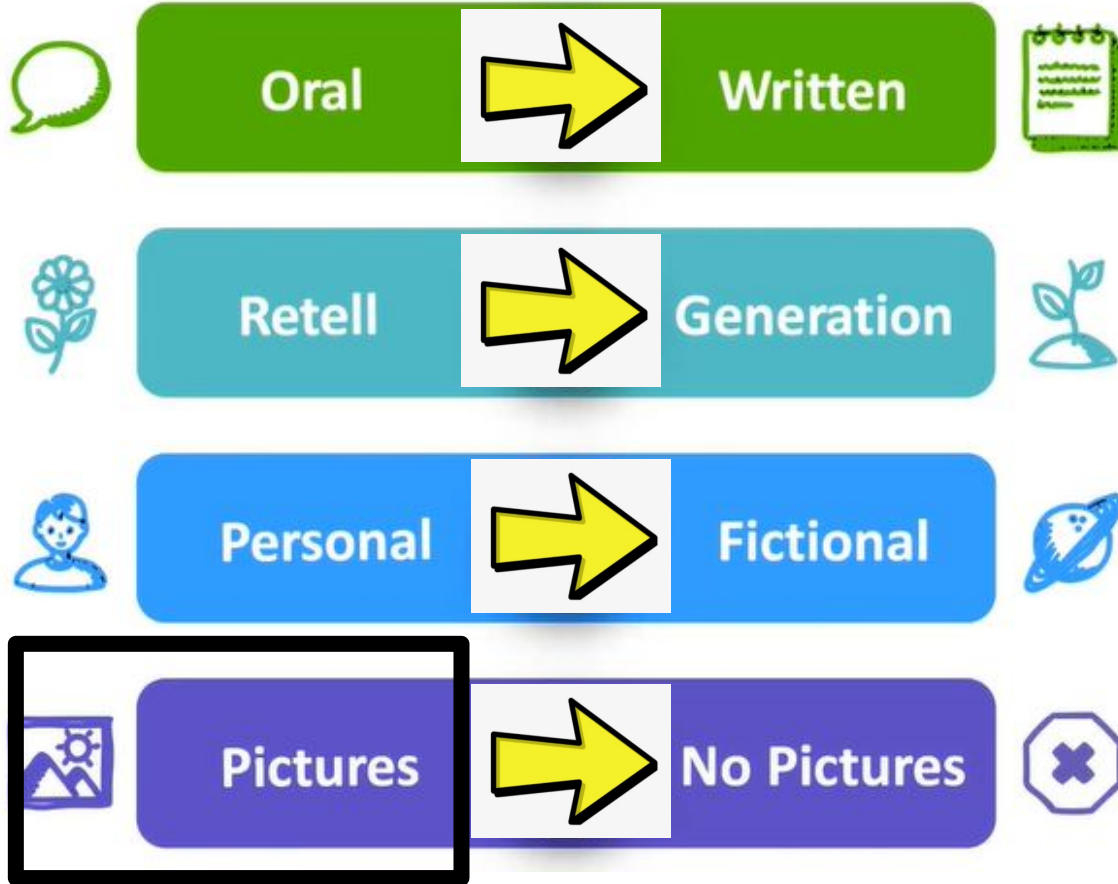 Oral Written
Retell Generation
Personal Fictional
Pictures No Pictures